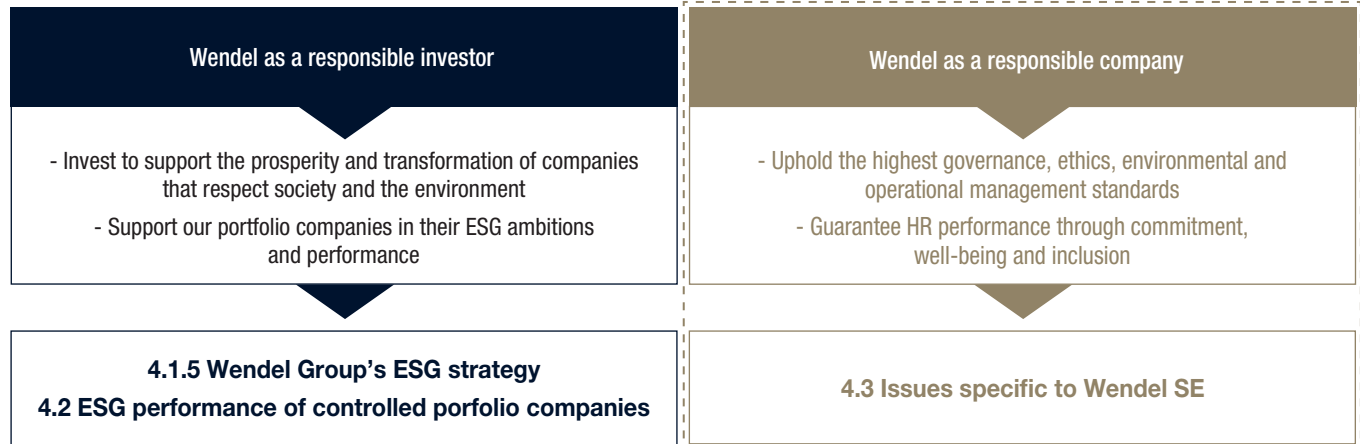 Wendel as a responsible investor
- Invest to support the prosperity and transformation of companies
that respect society and the environment
- Support our portfolio companies in their ESG ambitions
and performance
4.1.5 Wendel Group’s ESG strategy
4.2 ESG performance of controlled porfolio companies
Wendel as a responsible company
- Uphold the highest governance, ethics, environmental and
operational management standards
- Guarantee HR performance through commitment,
well-being and inclusion
4.3 Issues specific to Wendel SE